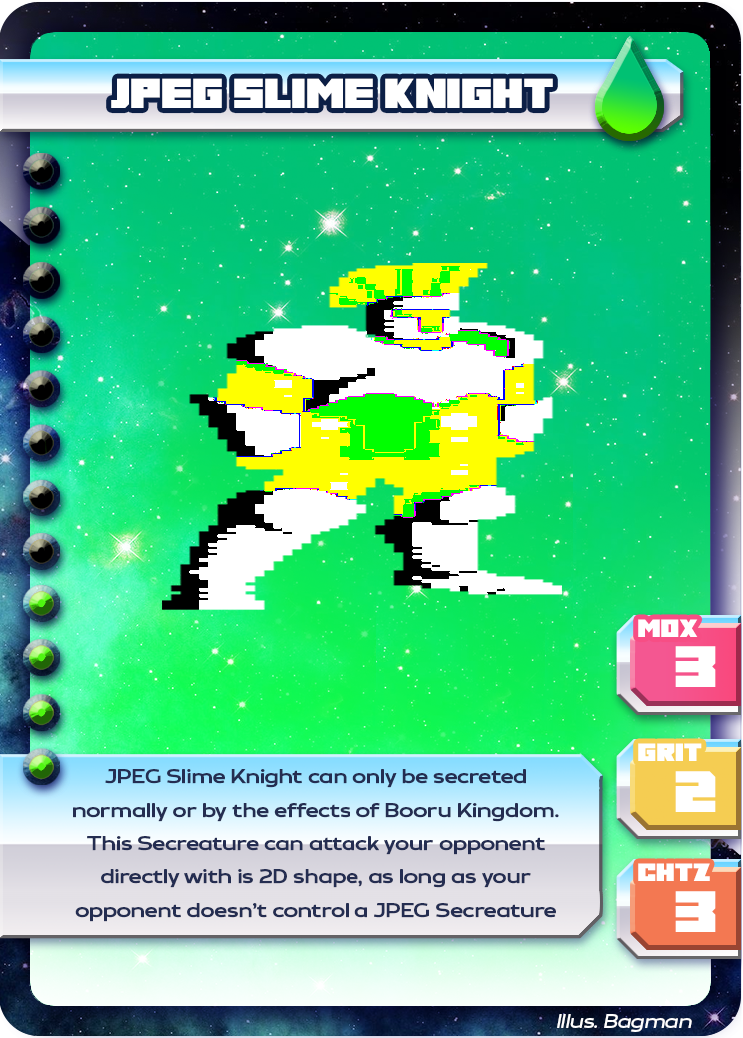 JPEG SLIME KNIGHT
MOX
3
GRIT
2
CHTZ
3
JPEG Slime Knight can only be secreted
normally or by the effects of Booru Kingdom.
This Secreature can attack your opponent
directly with is 2D shape, as long as your
opponent doesn't control a JPEG Secreature
Illus. Bagman